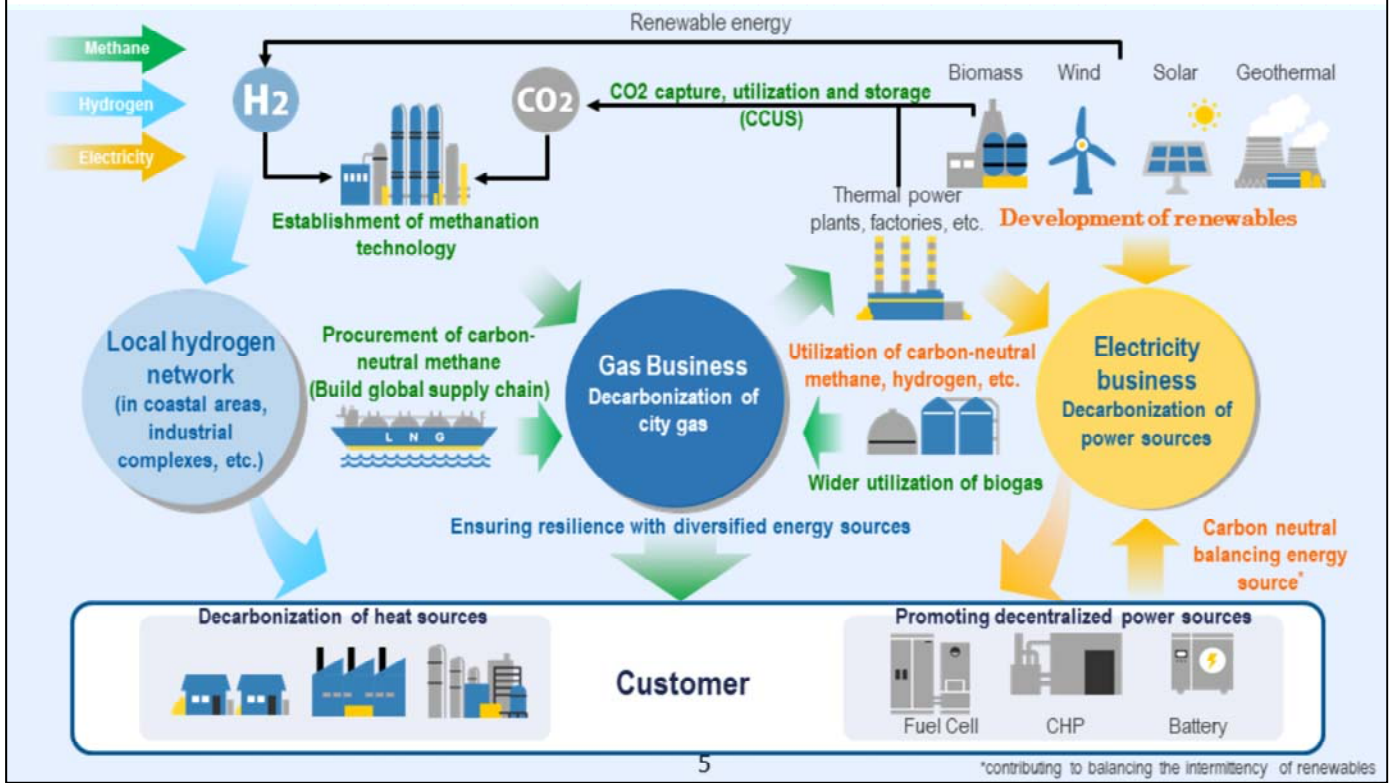 Renewable energy
Methane
Hydrogen
Electricity
H2
CO2
CO2 capture, utilization and storage
(CCUS)
Biomass
Wind
Solar
Geothermal
Establishment of methanation
technology
Thermal power
plants, factories, etc.
Development of renewables
Local hydrogen
network
(in coastal areas,
industrial
complexes, etc.)
Procurement of carbon-
neutral methane
(Build global supply chain)
L N G
Gas Business
Decarbonization of
city gas
Utilization of carbon-neutral
methane, hydrogen, etc.
Wider utilization of biogas
Electricity
business
Decarbonization of
power sources
Ensuring resilience with diversified energy sources
Carbon neutral
balancing energy
source*
Decarbonization of heat sources
Customer
Promoting decentralized power sources
Fuel Cell
CHP
Battery
5
*contributing to balancing the intermittency of renewables